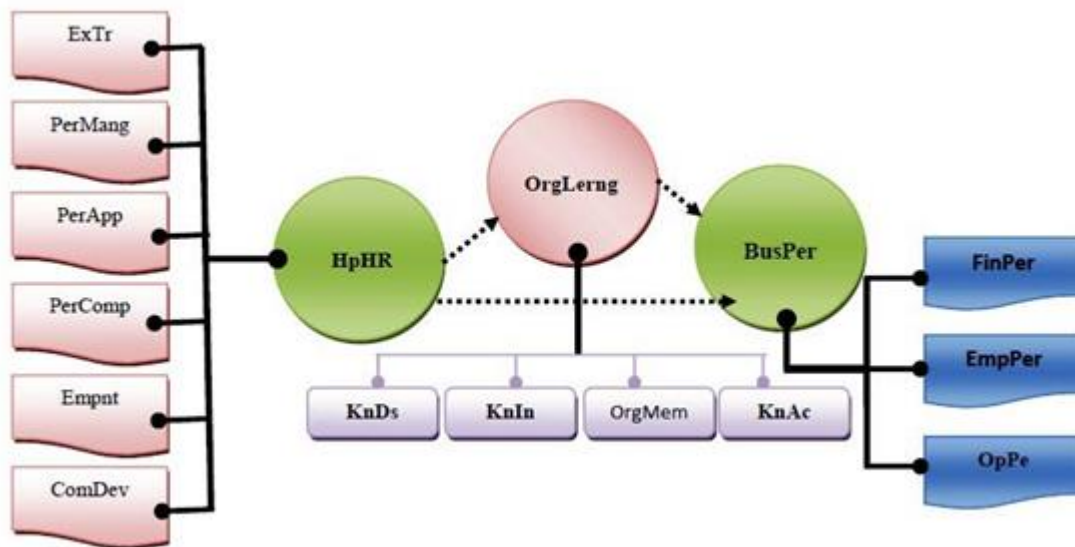 ExTr
PerMang
PerApp
PerComp
Empnt
ComDev
HpHR
OrgLerng
BusPer
KnDs
KnIn
OrgMem
KnAc
FinPer
EmpPer
OpPe